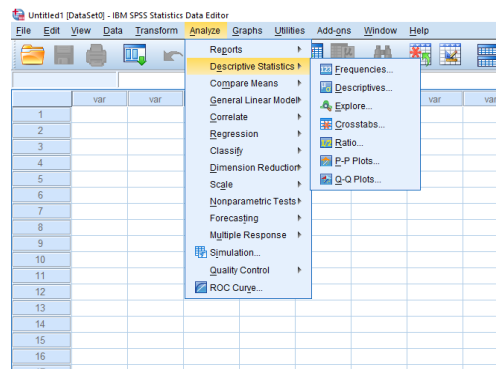 Untitled1 [DataSet0] - IBM SPSS Statistics Data Editor
File Edit View Data Transform Analyze Graphs Utilities Add-ons Window Help
Reports
Descriptive Statistics
Compare Means
General Linear Model
Correlate
Regression
Classify
Dimension Reduction
Scale
Nonparametric Tests
Forecasting
Multiple Response
Simulation...
Quality Control
ROC Curve...
Frequencies...
Descriptives...
Explore...
Crosstabs...
Ratio...
P-P Plots...
Q-Q Plots...
var var var var
1
2
3
4
5
6
7
8
9
10
11
12
13
14
15
16